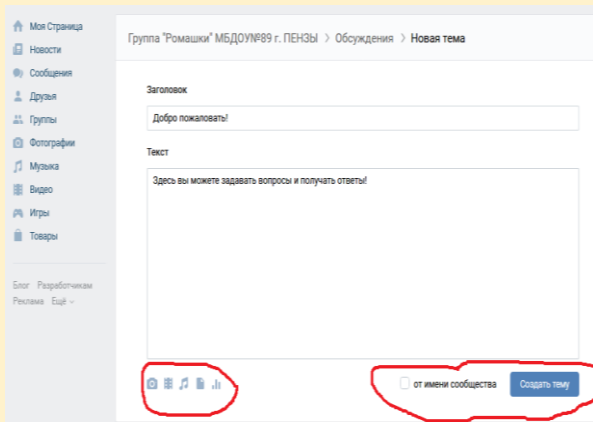 Моя Страница
Новости
Сообщения
Друзья
Группы
Фотографии
Музыка
Видео
Игры
Товары
Блог Разработчикам
Реклама Ещё
Группа "Ромашки" МБДОУ№89 г. ПЕНЗЫ > Обсуждения > Новая тема
Заголовок
Добро пожаловать!
Текст
Здесь вы можете задавать вопросы и получать ответы!
от имени сообщества
Создать тему